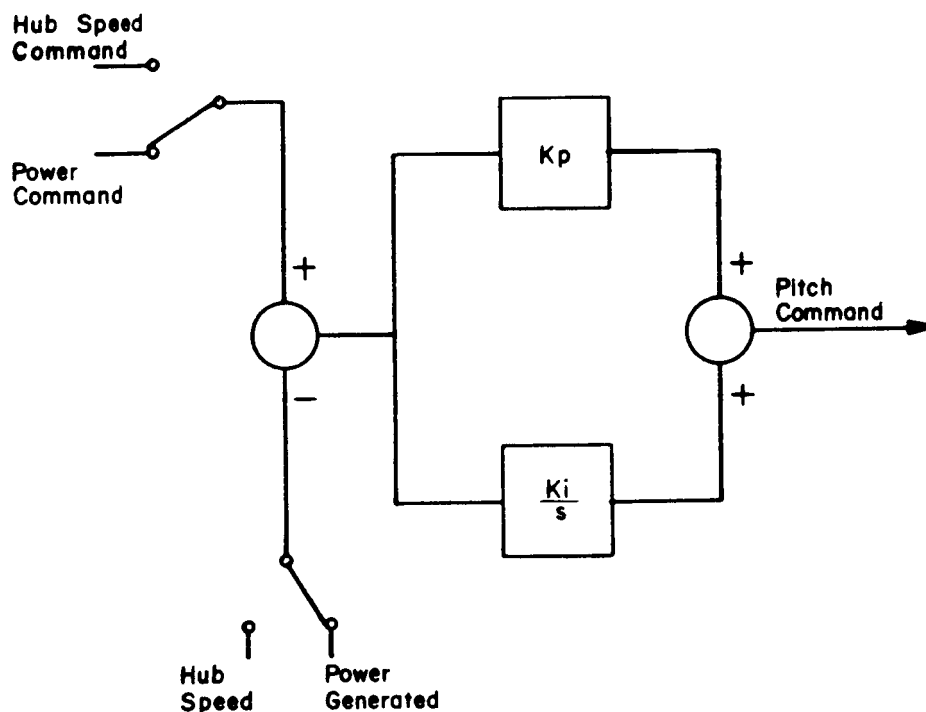 Hub Speed
Command
Power
Command
+
−
Kp
Ki
s
+
+
Pitch
Command
Hub
Speed
Power
Generated